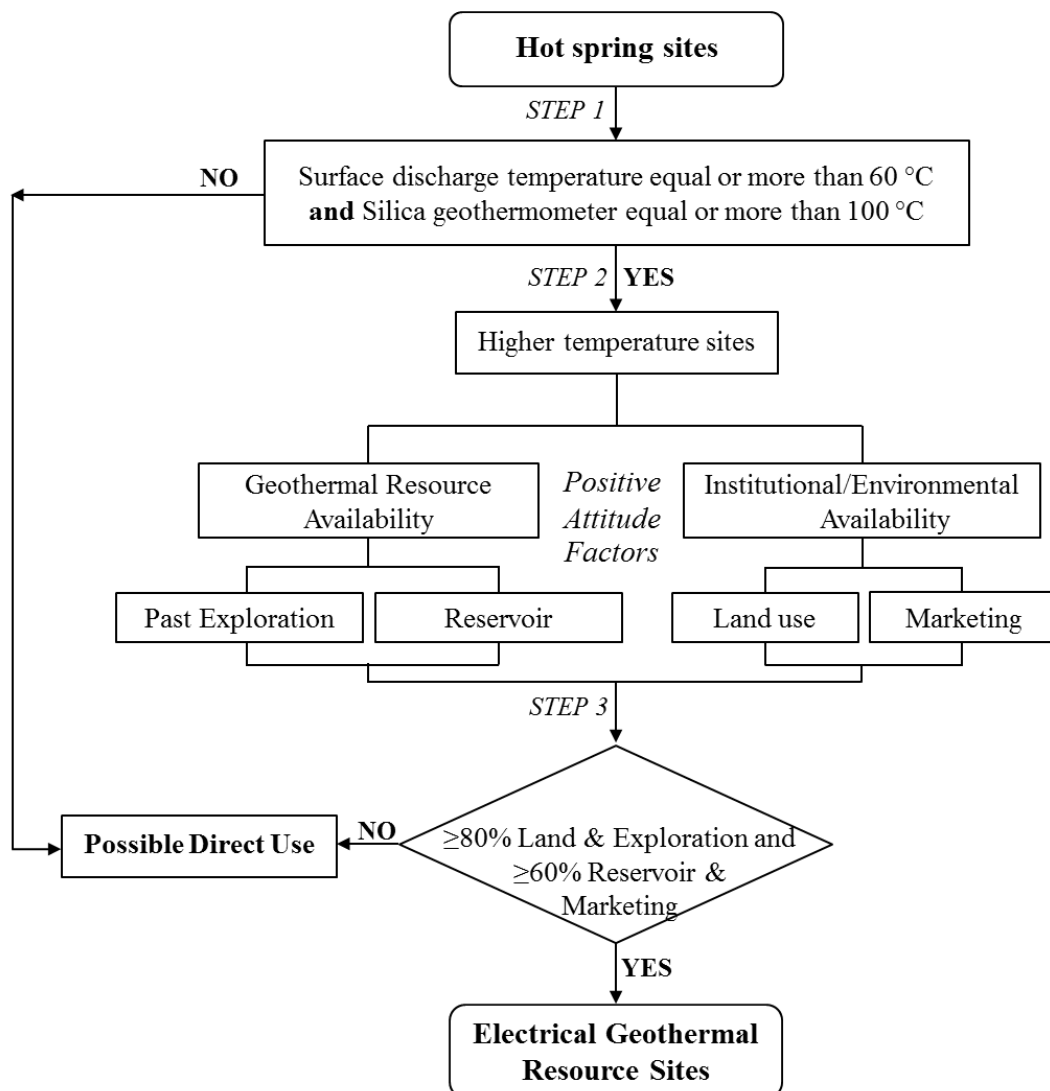 Hot spring sites
STEP 1
NO
Surface discharge temperature equal or more than 60 °C
and Silica geothermometer equal or more than 100 °C
STEP 2 YES
Higher temperature sites
Geothermal Resource
Availability
Positive
Attitude
Factors
Institutional/Environmental
Availability
Past Exploration
Reservoir
Land use
Marketing
STEP 3
≥80% Land & Exploration and
≥60% Reservoir &
Marketing
NO
Possible Direct Use
YES
Electrical Geothermal
Resource Sites